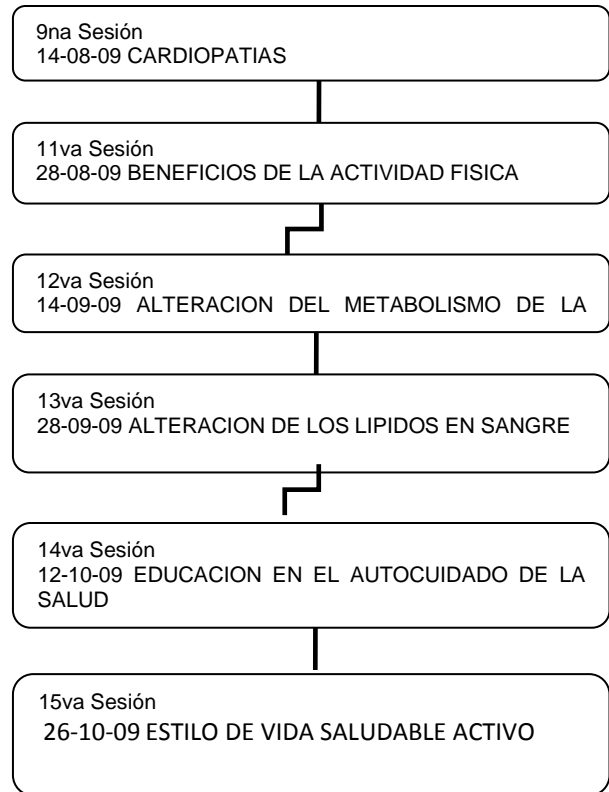 9na Sesión
14-08-09 CARDIOPATIAS
11va Sesión
28-08-09 BENEFICIOS DE LA ACTIVIDAD FISICA
12va Sesión
14-09-09 ALTERACION DEL METABOLISMO DE LA
13va Sesión
28-09-09 ALTERACION DE LOS LIPIDOS EN SANGRE
14va Sesión
12-10-09 EDUCACION EN EL AUTOCUIDADO DE LA
SALUD
15va Sesión
26-10-09 ESTILO DE VIDA SALUDABLE ACTIVO